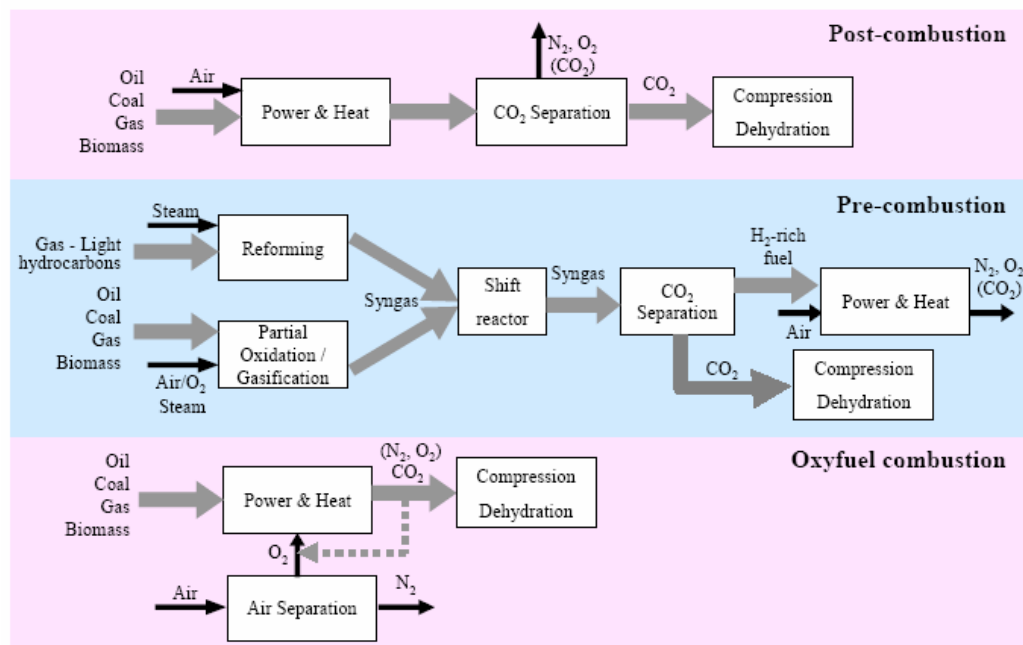 Post-combustion
N₂, O₂
(CO₂)
Oil
Coal
Gas
Biomass
Air
Power & Heat
CO₂ Separation
CO₂
Compression
Dehydration
Pre-combustion
Steam
Gas - Light
hydrocarbons
Reforming
Oil
Coal
Gas
Biomass
Air/O₂
Steam
Partial
Oxidation /
Gasification
Syngas
Shift
reactor
Syngas
CO₂
Separation
H₂-rich
fuel
Air
Power & Heat
N₂, O₂
(CO₂)
CO₂
Compression
Dehydration
Oxyfuel combustion
Oil
Coal
Gas
Biomass
Power & Heat
(N₂, O₂)
CO₂
Compression
Dehydration
O₂
Air
Air Separation
N₂